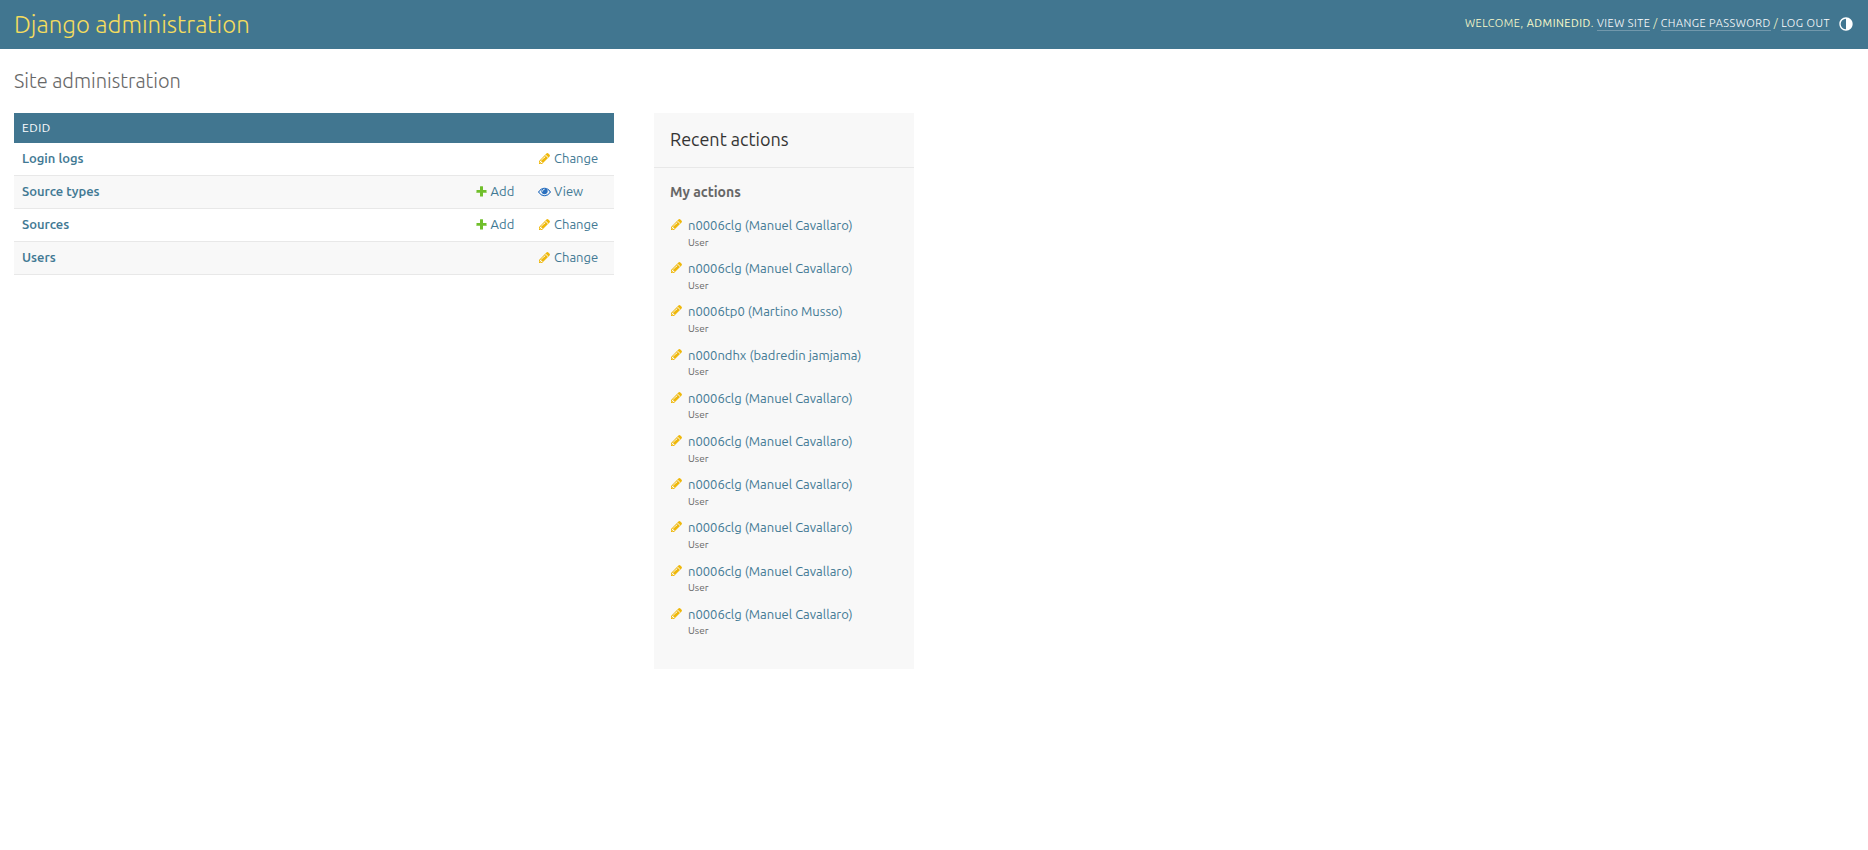 Django administration
WELCOME, ADMINEDID. VIEW SITE / CHANGE PASSWORD / LOG OUT
Site administration
EDID
Login logs Change
Source types Add View
Sources Add Change
Users Change
Recent actions
My actions
n0006clg (Manuel Cavallaro)
User
n0006clg (Manuel Cavallaro)
User
n0006tp0 (Martino Musso)
User
n000ndhx (badredin jamjama)
User
n0006clg (Manuel Cavallaro)
User
n0006clg (Manuel Cavallaro)
User
n0006clg (Manuel Cavallaro)
User
n0006clg (Manuel Cavallaro)
User
n0006clg (Manuel Cavallaro)
User
n0006clg (Manuel Cavallaro)
User